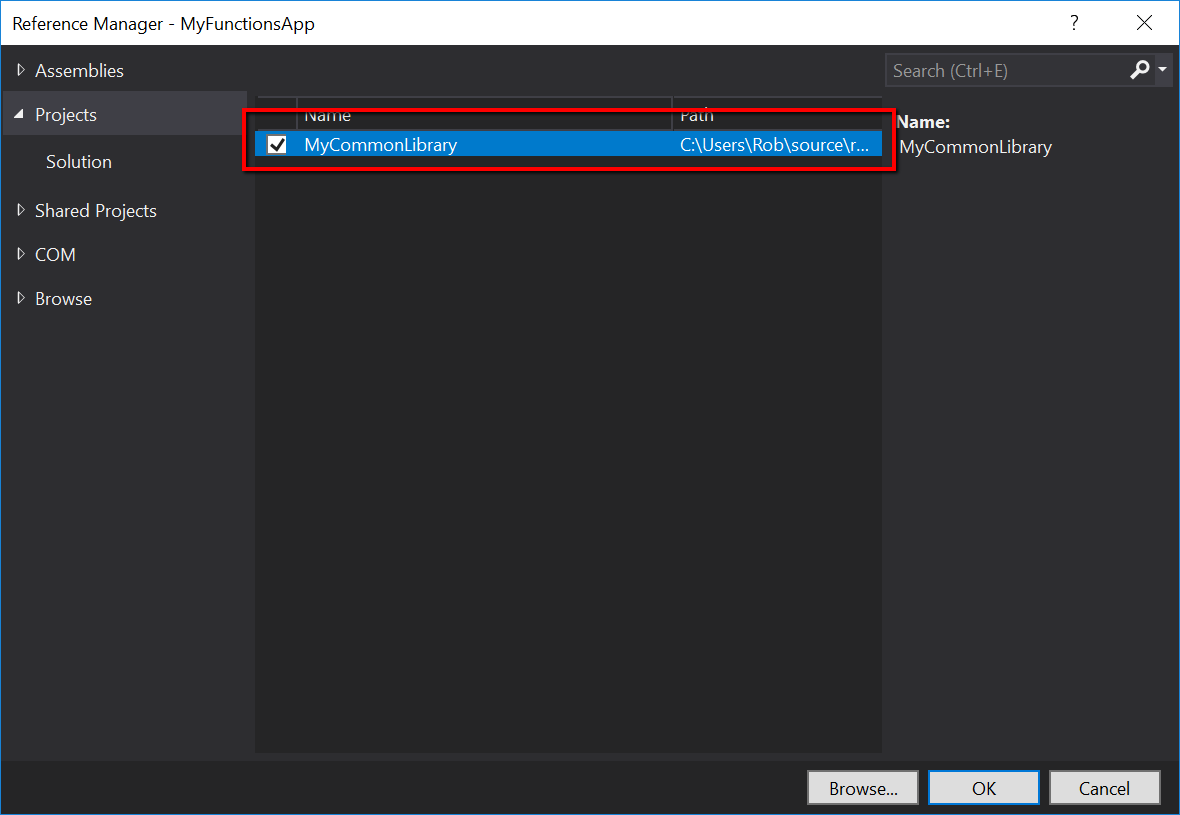 Reference Manager - MyFunctionsApp
?
Assemblies
Search (Ctrl+E)
Projects
Name
Path
Name:
MyCommonLibrary
C:\Users\Rob\source\r...
MyCommonLibrary
Solution
Shared Projects
COM
Browse
Browse...
OK
Cancel